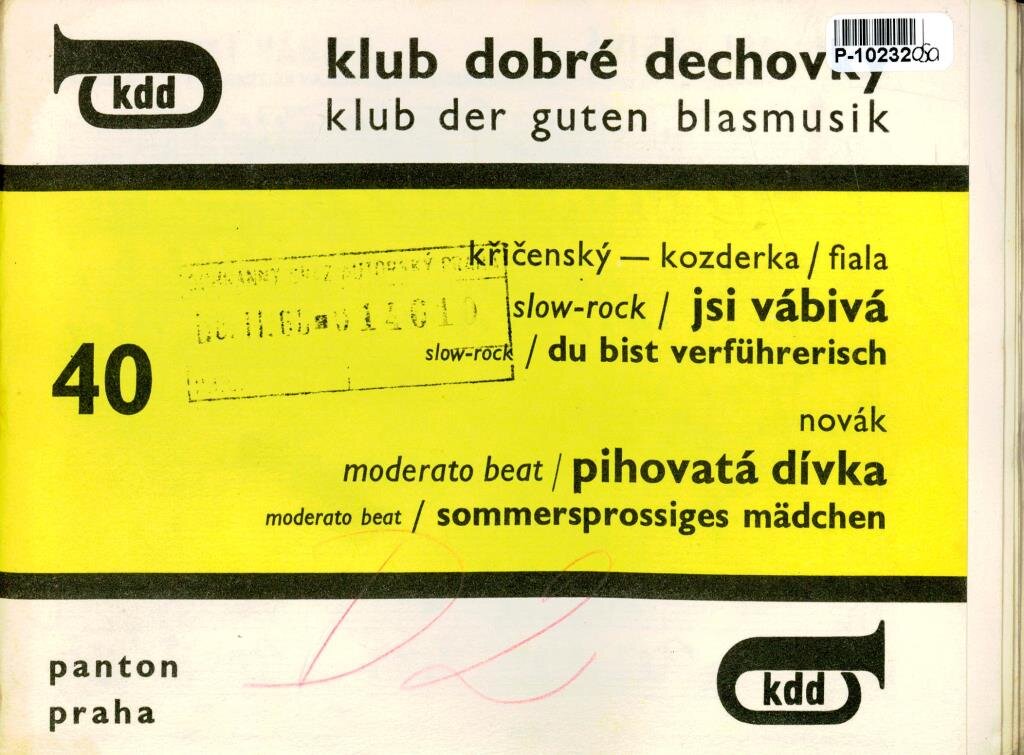 kdd
klub dobré dechovky
P-10232
klub der guten blasmusik
křičenský — kozderka / fiala
slow-rock / jsi vábivá
slow-rock / du bist verführerisch
40
novák
moderato beat / pihovatá dívka
moderato beat / sommersprossiges mädchen
D2
panton
praha
kdd